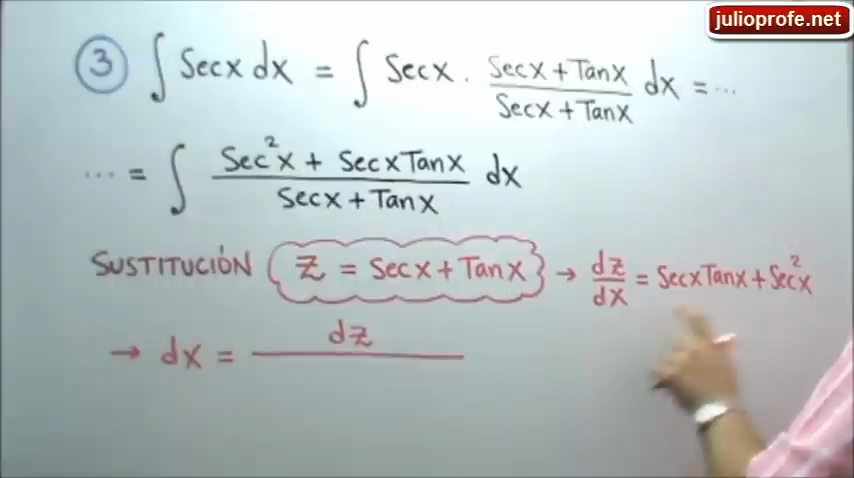 julioprofe.net
3 ∫ Secx dx = ∫ Secx . (Secx + Tanx)/(Secx + Tanx) dx = ...
... = ∫ (Sec²x + SecxTanx)/(Secx + Tanx) dx
SUSTITUCIÓN z = Secx + Tanx → dz/dx = SecxTanx + Sec²x
→ dx = dz/